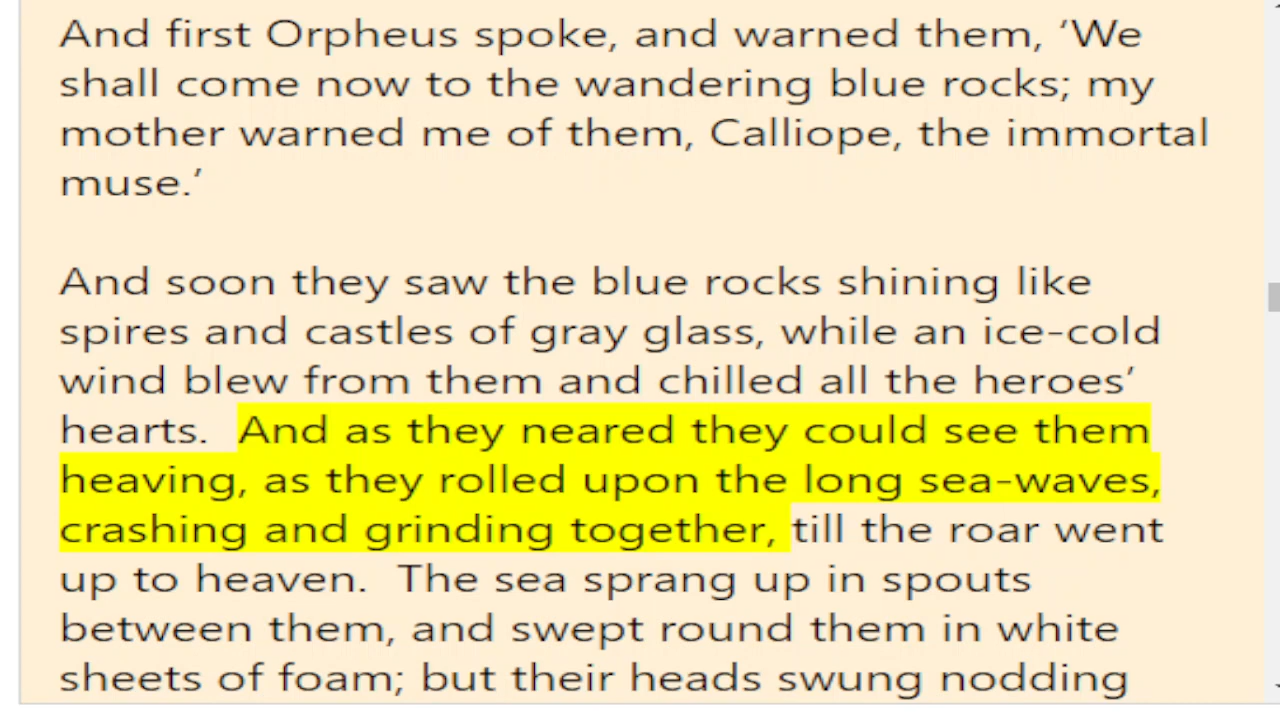 And first Orpheus spoke, and warned them, ‘We
shall come now to the wandering blue rocks; my
mother warned me of them, Calliope, the immortal
muse.’
And soon they saw the blue rocks shining like
spires and castles of gray glass, while an ice-cold
wind blew from them and chilled all the heroes’
hearts.  And as they neared they could see them
heaving, as they rolled upon the long sea-waves,
crashing and grinding together, till the roar went
up to heaven.  The sea sprang up in spouts
between them, and swept round them in white
sheets of foam; but their heads swung nodding